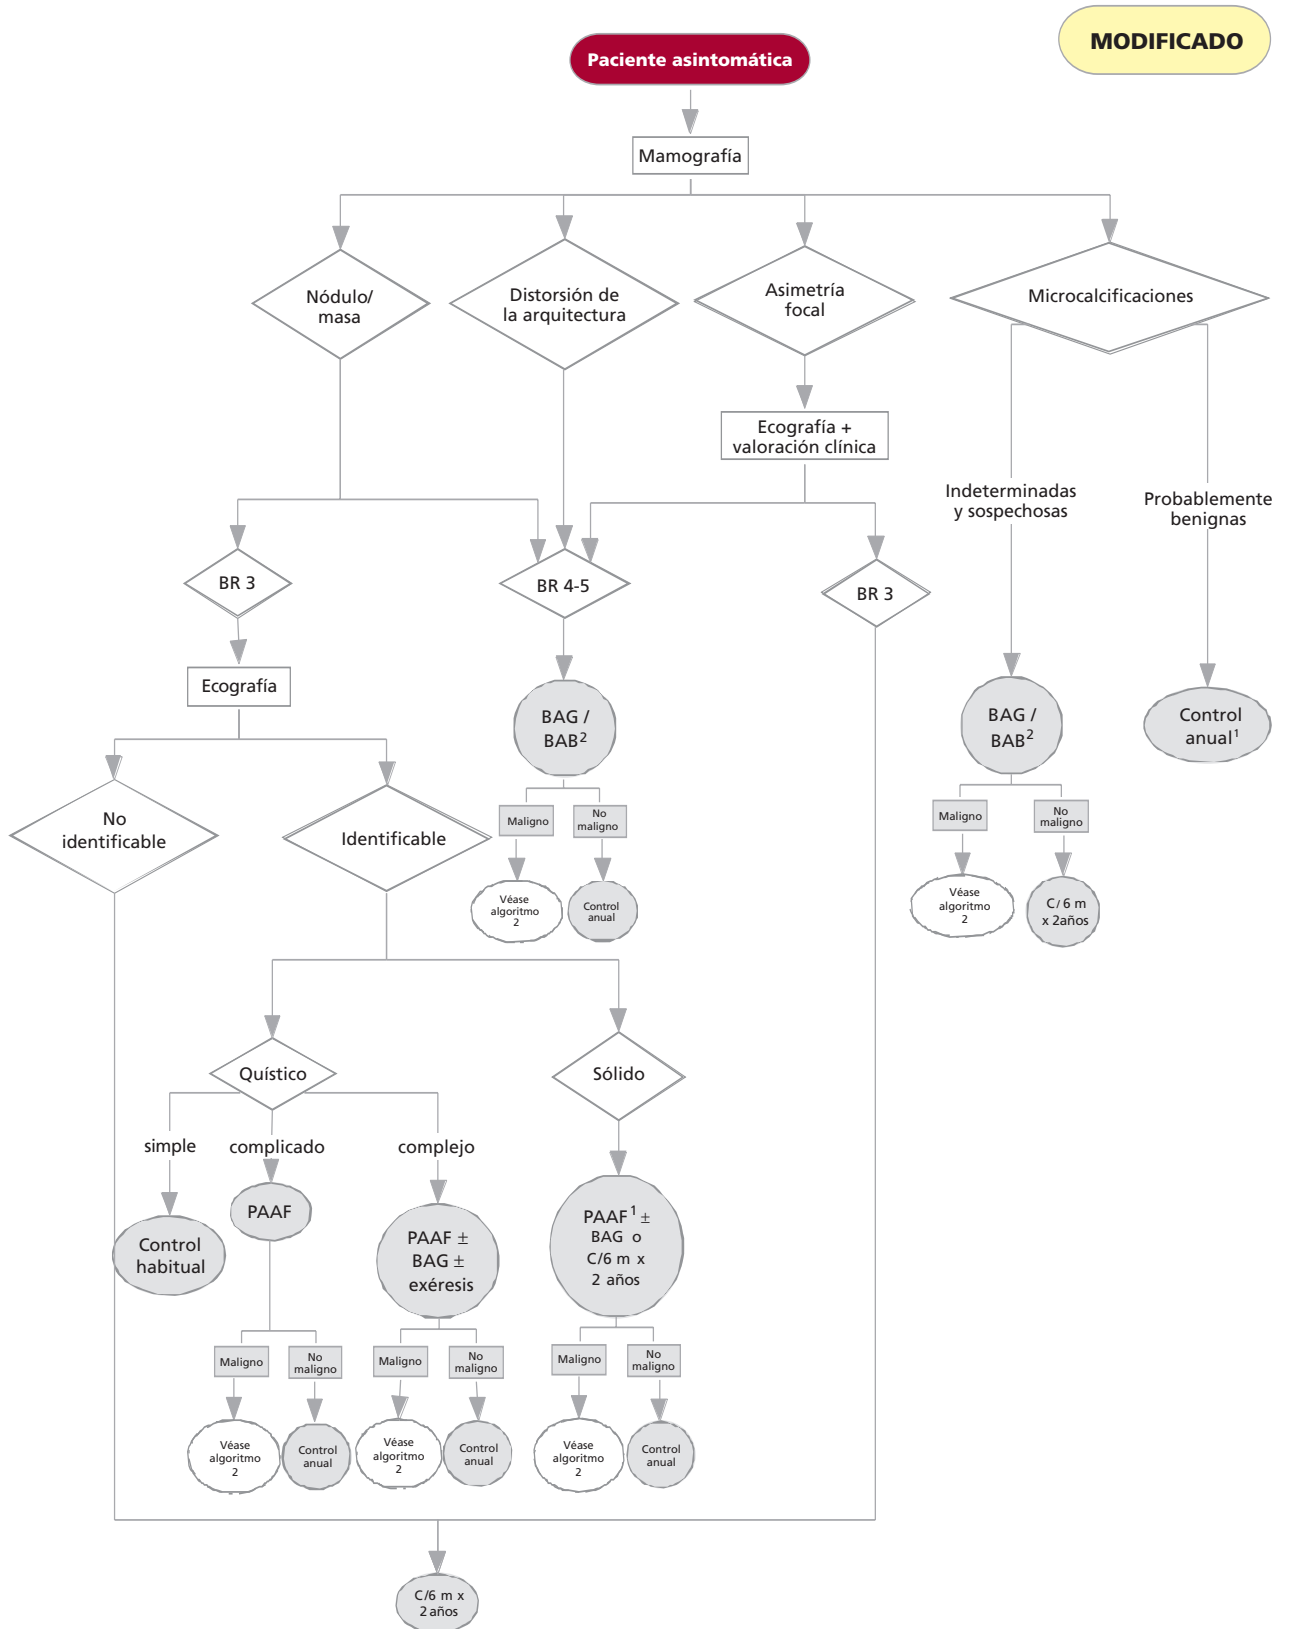 MODIFICADO
Paciente asintomática
Mamografía
Nódulo/
masa
Distorsión de
la arquitectura
Asimetría
focal
Microcalcificaciones
Ecografía +
valoración clínica
Indeterminadas
y sospechosas
Probablemente
benignas
BR 3
BR 4-5
BR 3
Ecografía
BAG /
BAB²
BAG /
BAB²
Control
anual¹
No
identificable
Identificable
Maligno
No
maligno
Maligno
No
maligno
Véase
algoritmo
2
Control
anual
Véase
algoritmo
2
C/ 6 m
x 2años
Quístico
Sólido
simple
complicado
complejo
PAAF
Control
habitual
PAAF ±
BAG ±
exéresis
PAAF¹ ±
BAG o
C/6 m x
2 años
Maligno
No
maligno
Maligno
No
maligno
Maligno
No
maligno
Véase
algoritmo
2
Control
anual
Véase
algoritmo
2
Control
anual
Véase
algoritmo
2
Control
anual
C/6 m x
2 años